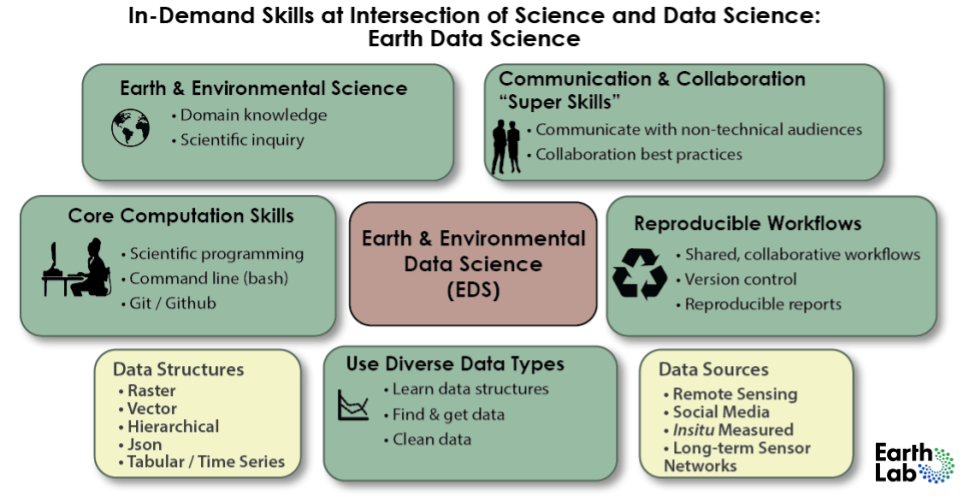 In-Demand Skills at Intersection of Science and Data Science:
Earth Data Science
Earth & Environmental Science
• Domain knowledge
• Scientific inquiry
Communication & Collaboration
“Super Skills”
• Communicate with non-technical audiences
• Collaboration best practices
Core Computation Skills
• Scientific programming
• Command line (bash)
• Git / Github
Earth & Environmental
Data Science
(EDS)
Reproducible Workflows
• Shared, collaborative workflows
• Version control
• Reproducible reports
Data Structures
• Raster
• Vector
• Hierarchical
• Json
• Tabular / Time Series
Use Diverse Data Types
• Learn data structures
• Find & get data
• Clean data
Data Sources
• Remote Sensing
• Social Media
• Insitu Measured
• Long-term Sensor
Networks
Earth
Lab